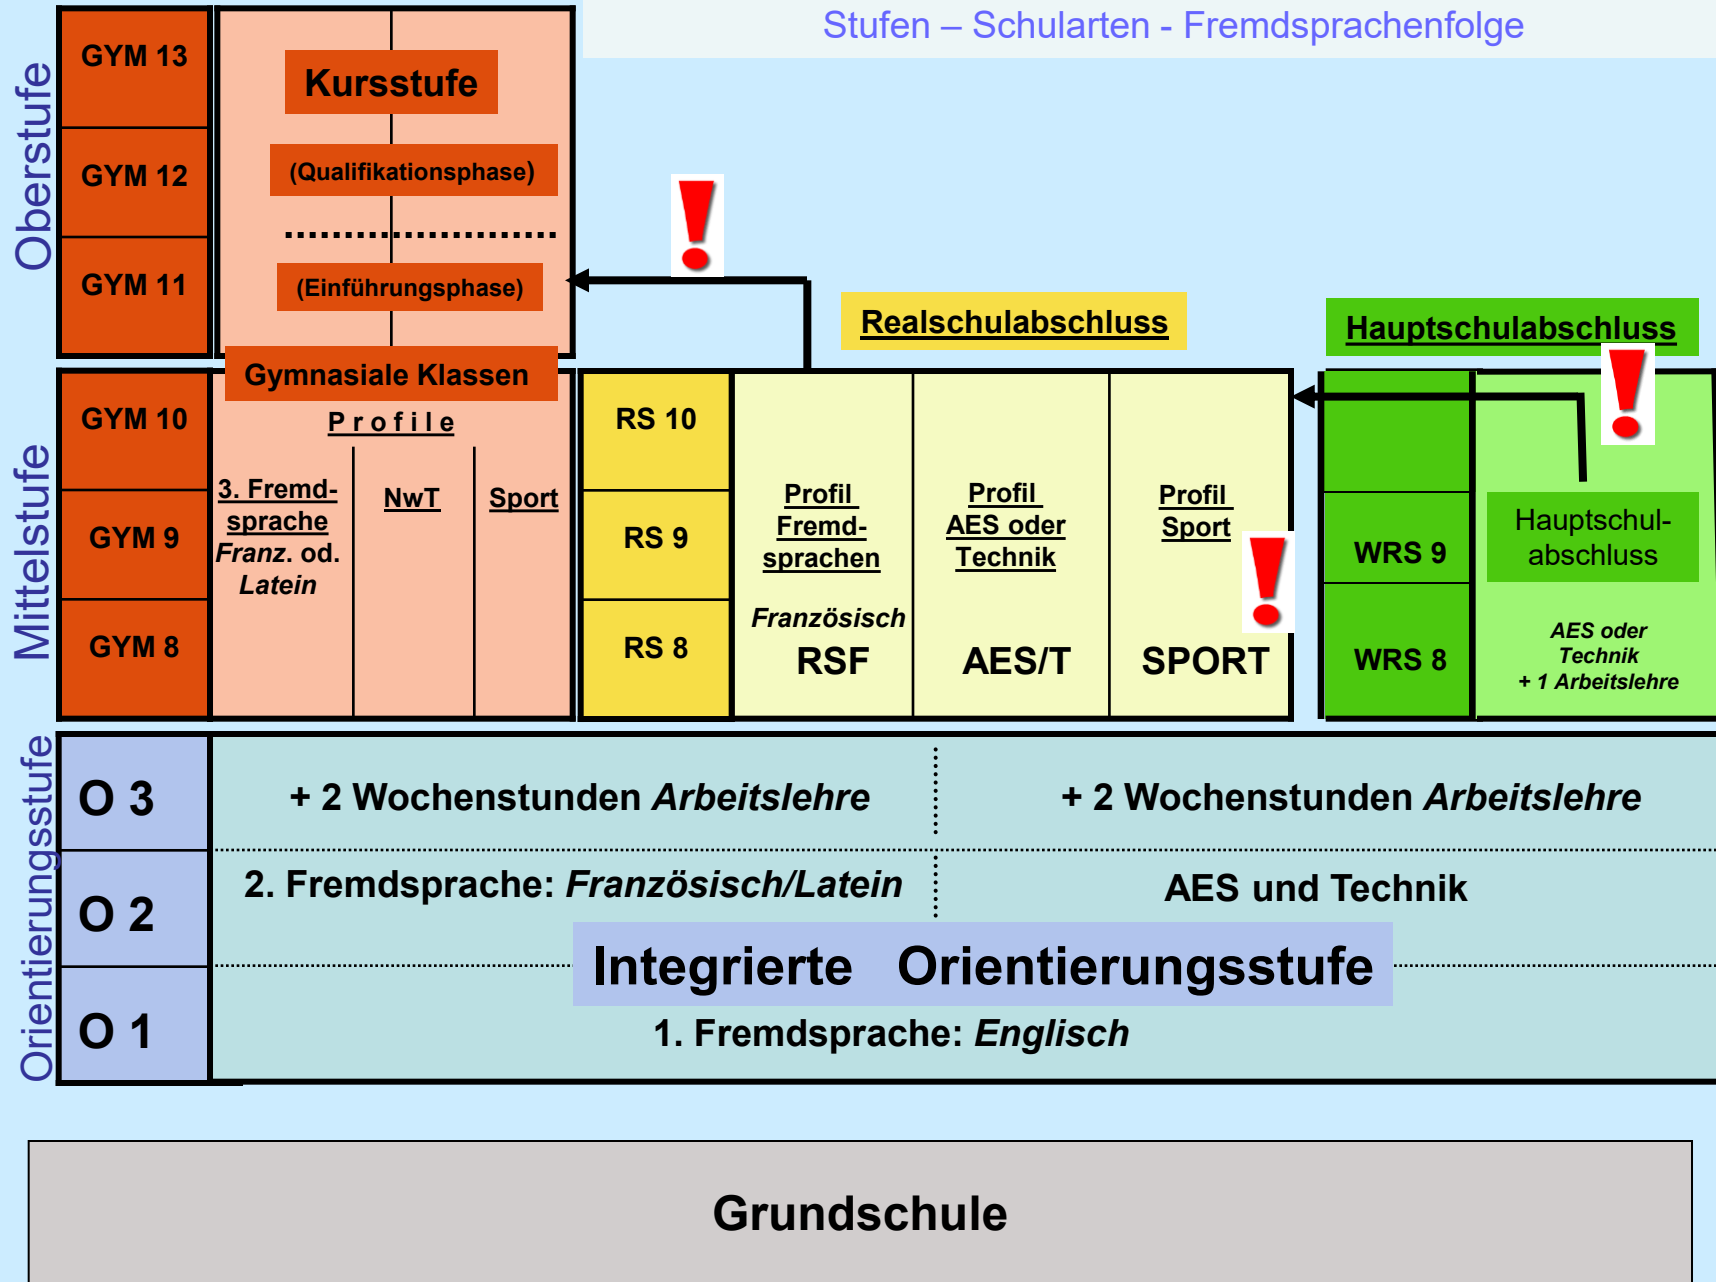 Stufen – Schularten - Fremdsprachenfolge
Oberstufe
GYM 13
GYM 12
GYM 11
Kursstufe
(Qualifikationsphase)
(Einführungsphase)
Realschulabschluss
Hauptschulabschluss
Mittelstufe
GYM 10
GYM 9
GYM 8
Gymnasiale Klassen
Profile
3. Fremd-
sprache
Franz. od.
Latein
NwT
Sport
RS 10
RS 9
RS 8
Profil
Fremd-
sprachen
Französisch
RSF
Profil
AES oder
Technik
AES/T
Profil
Sport
SPORT
WRS 9
WRS 8
Hauptschul-
abschluss
AES oder
Technik
+ 1 Arbeitslehre
Orientierungsstufe
O 3
O 2
O 1
+ 2 Wochenstunden Arbeitslehre
+ 2 Wochenstunden Arbeitslehre
2. Fremdsprache: Französisch/Latein
AES und Technik
Integrierte Orientierungsstufe
1. Fremdsprache: Englisch
Grundschule